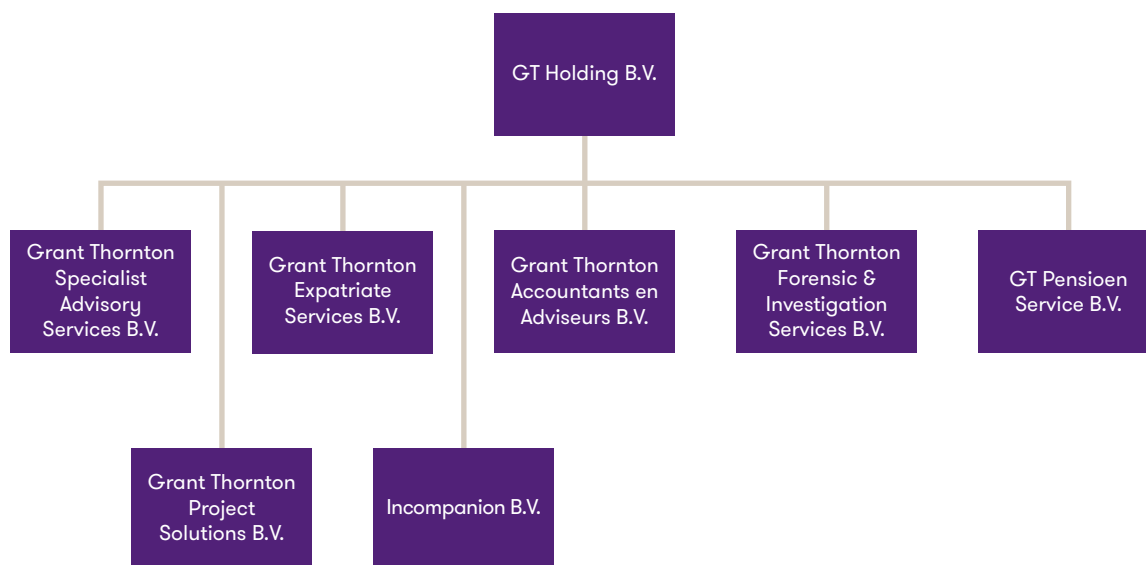 GT Holding B.V.
Grant Thornton
Specialist
Advisory
Services B.V.
Grant Thornton
Expatriate
Services B.V.
Grant Thornton
Accountants en
Adviseurs B.V.
Grant Thornton
Forensic &
Investigation
Services B.V.
GT Pensioen
Service B.V.
Grant Thornton
Project
Solutions B.V.
Incompanion B.V.